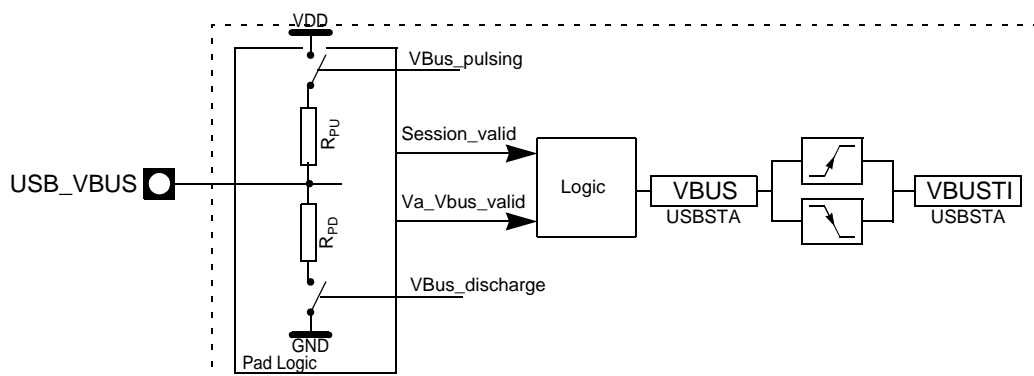 VDD
VBus_pulsing
RPU
Session_valid
USB_VBUS
Logic
VBUS
USBSTA
VBUSTI
USBSTA
Va_Vbus_valid
RPD
VBus_discharge
GND
Pad Logic